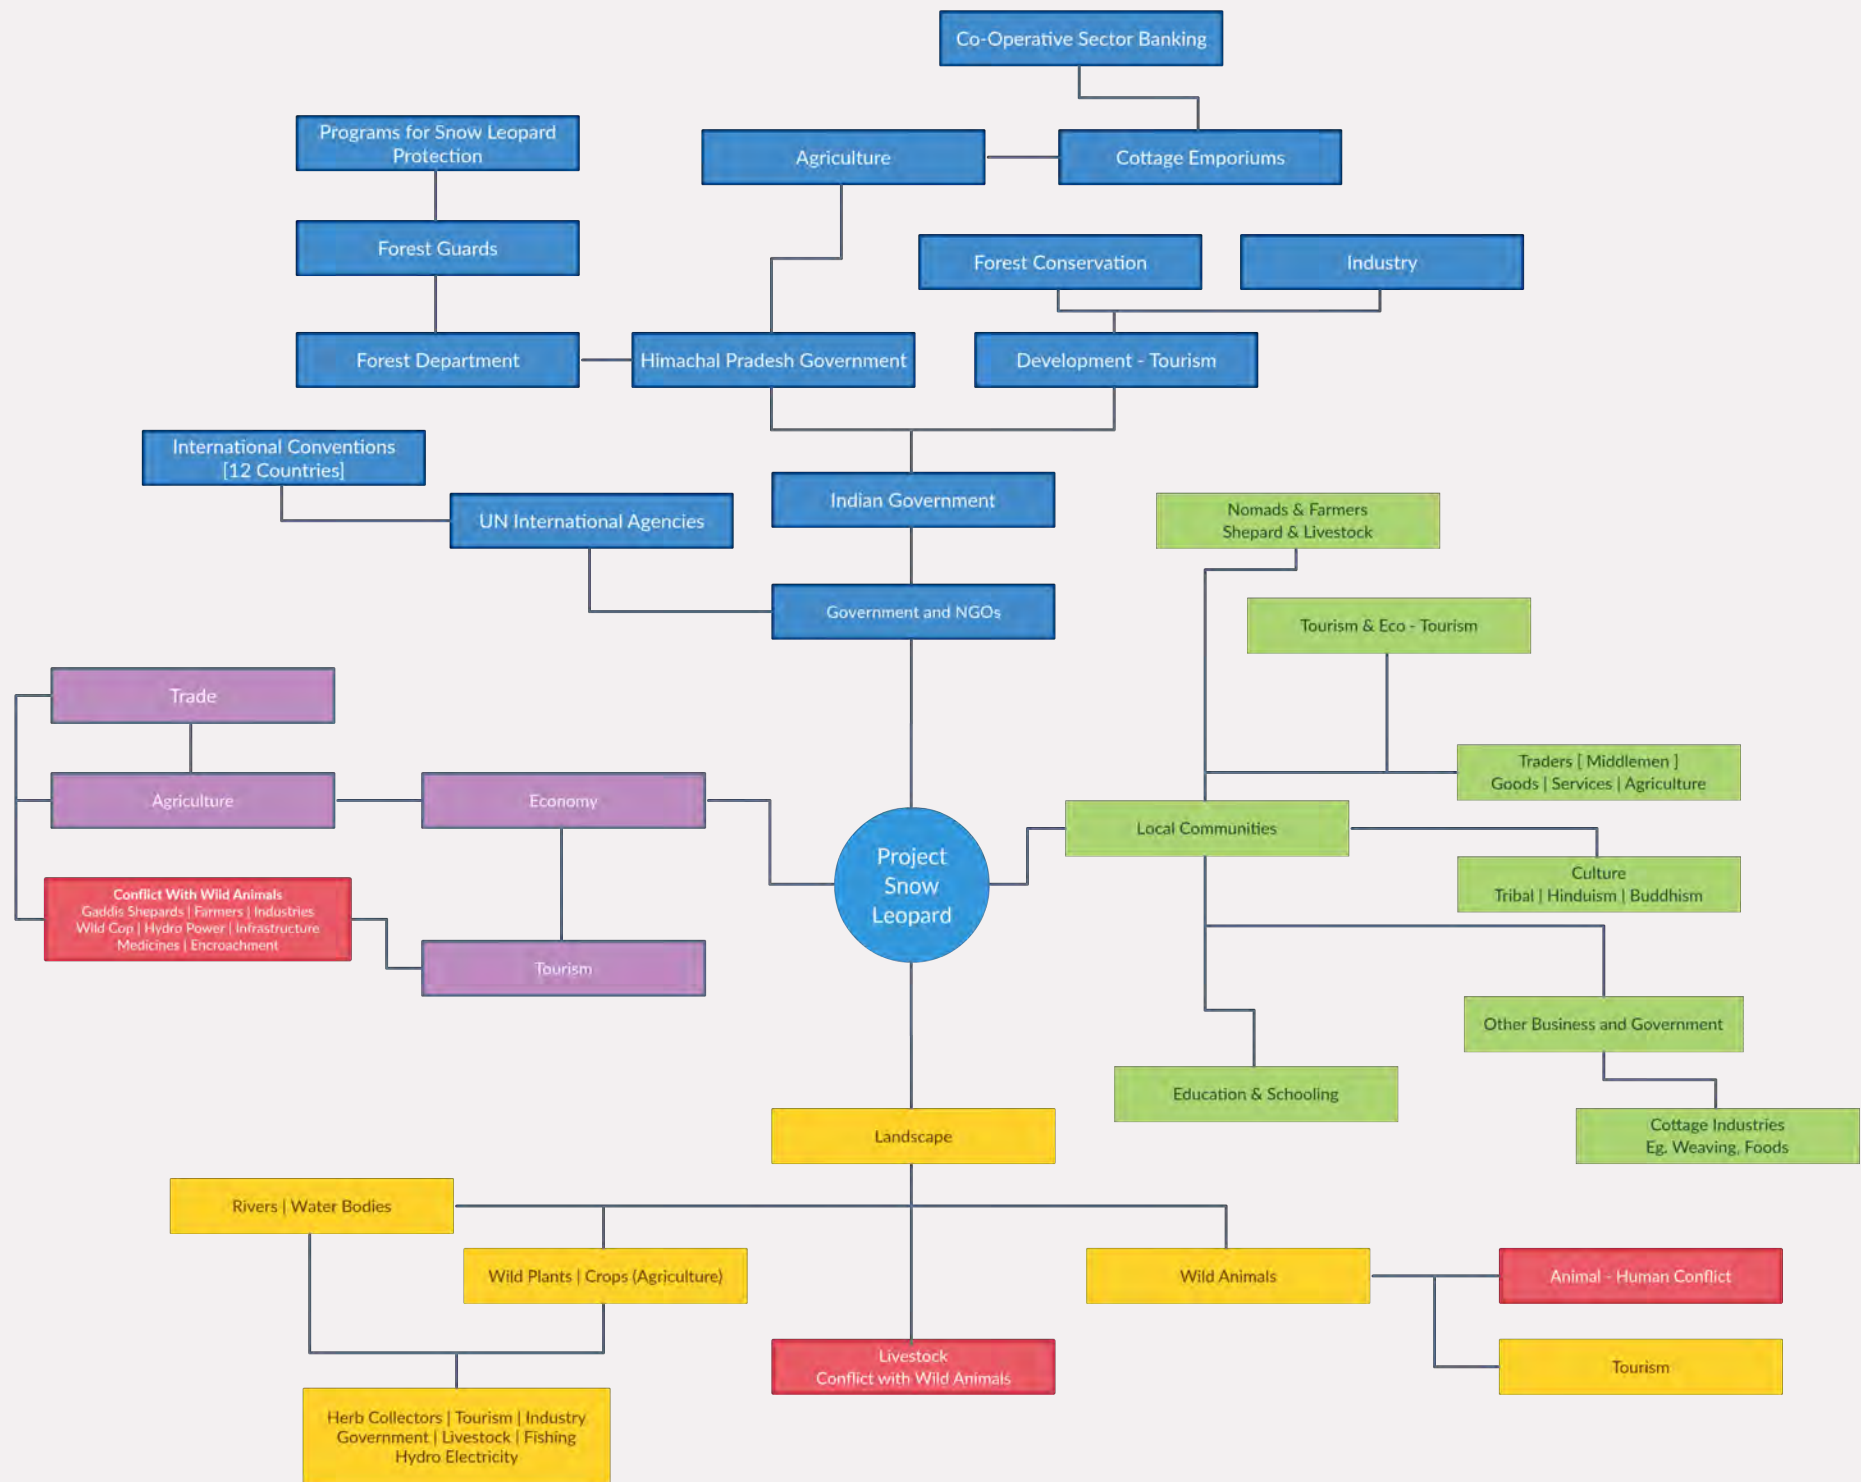 Co-Operative Sector Banking
Programs for Snow Leopard
Protection
Agriculture
Cottage Emporiums
Forest Guards
Forest Conservation
Industry
Forest Department
Himachal Pradesh Government
Development - Tourism
International Conventions
[12 Countries]
UN International Agencies
Indian Government
Nomads & Farmers
Shepard & Livestock
Government and NGOs
Tourism & Eco - Tourism
Trade
Traders [ Middlemen ]
Goods | Services | Agriculture
Agriculture
Economy
Local Communities
Project
Snow
Leopard
Culture
Tribal | Hinduism | Buddhism
Conflict With Wild Animals
Gaddis Shepards | Farmers | Industries
Wild Cop | Hydro Power | Infrastructure
Medicines | Encroachment
Tourism
Other Business and Government
Education & Schooling
Cottage Industries
Eg. Weaving, Foods
Landscape
Rivers | Water Bodies
Wild Plants | Crops (Agriculture)
Wild Animals
Animal - Human Conflict
Livestock
Conflict with Wild Animals
Tourism
Herb Collectors | Tourism | Industry
Government | Livestock | Fishing
Hydro Electricity